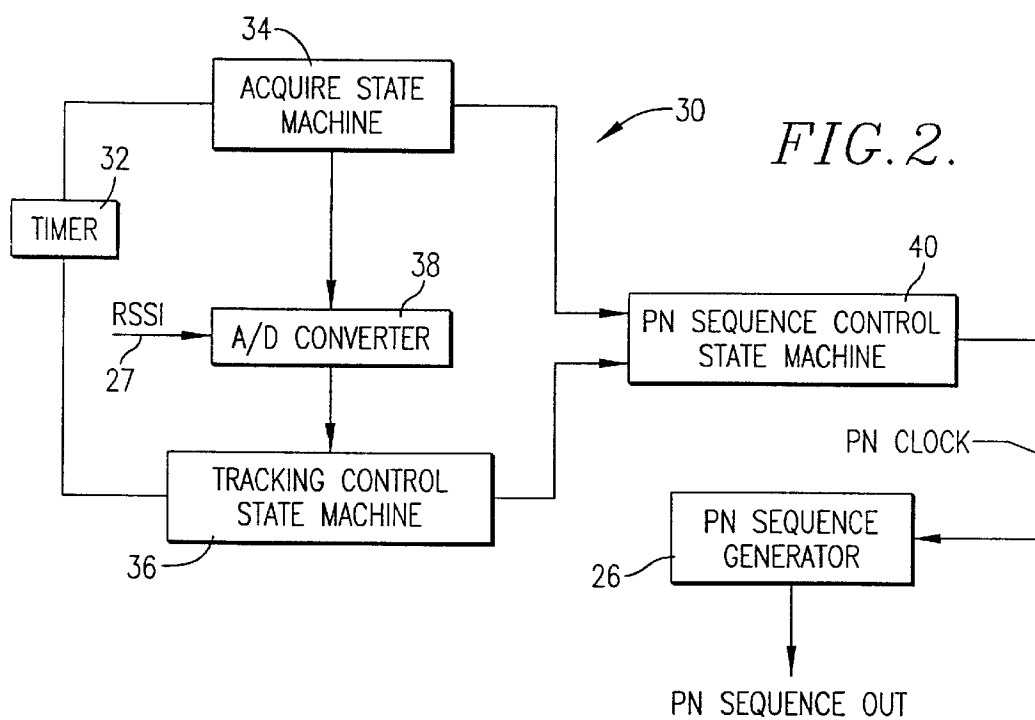 34
ACQUIRE STATE
MACHINE
30
FIG. 2.
32
TIMER
38
RSSI
27
A/D CONVERTER
40
PN SEQUENCE CONTROL
STATE MACHINE
PN CLOCK
TRACKING CONTROL
STATE MACHINE
36
PN SEQUENCE
GENERATOR
26
PN SEQUENCE OUT